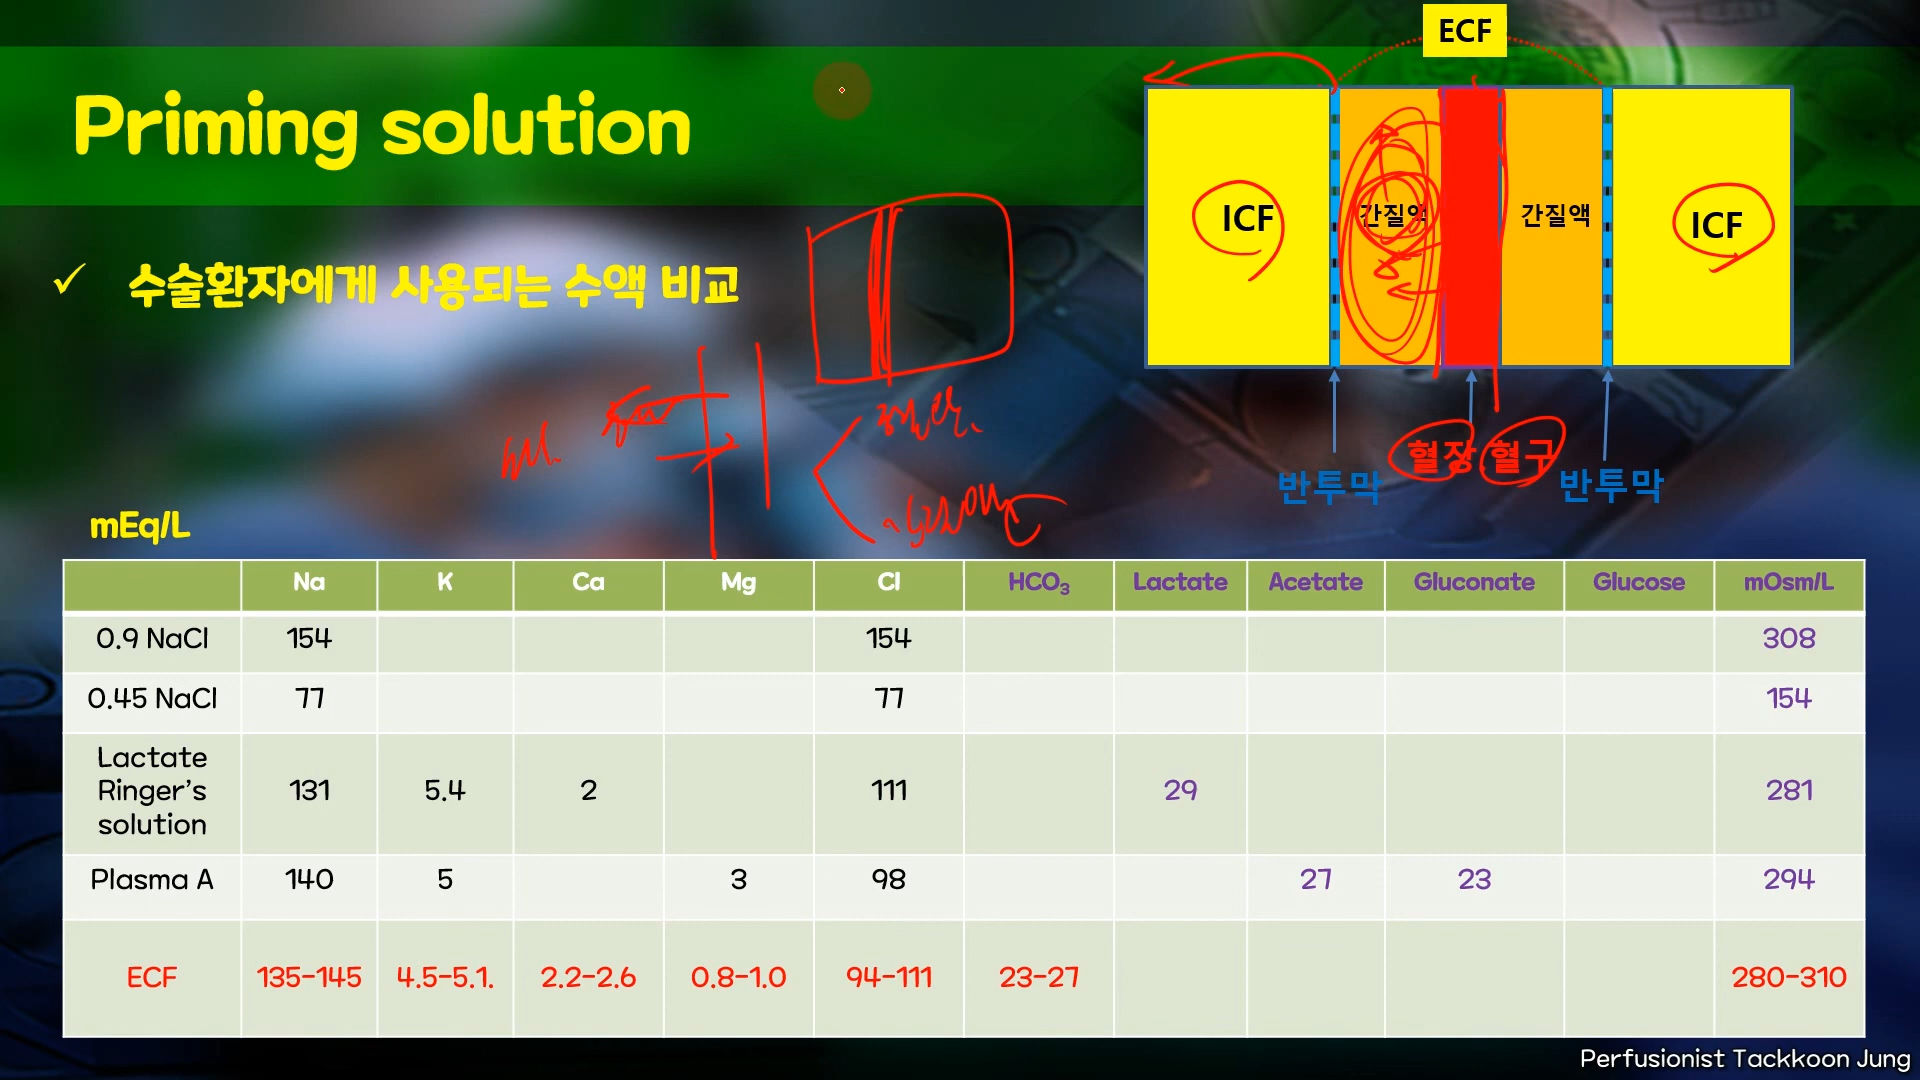 ECF
Priming solution
ICF
간질액
간질액
ICF
수술환자에게 사용되는 수액 비교
혈장 혈구
반투막
반투막
mEq/L
Na K Ca Mg Cl HCO₃ Lactate Acetate Gluconate Glucose mOsm/L
0.9 NaCl 154 154 308
0.45 NaCl 77 77 154
Lactate
Ringer's
solution
131 5.4 2 111 29 281
Plasma A 140 5 3 98 27 23 294
ECF 135-145 4.5-5.1. 2.2-2.6 0.8-1.0 94-111 23-27 280-310
Perfusionist Tackkoon Jung